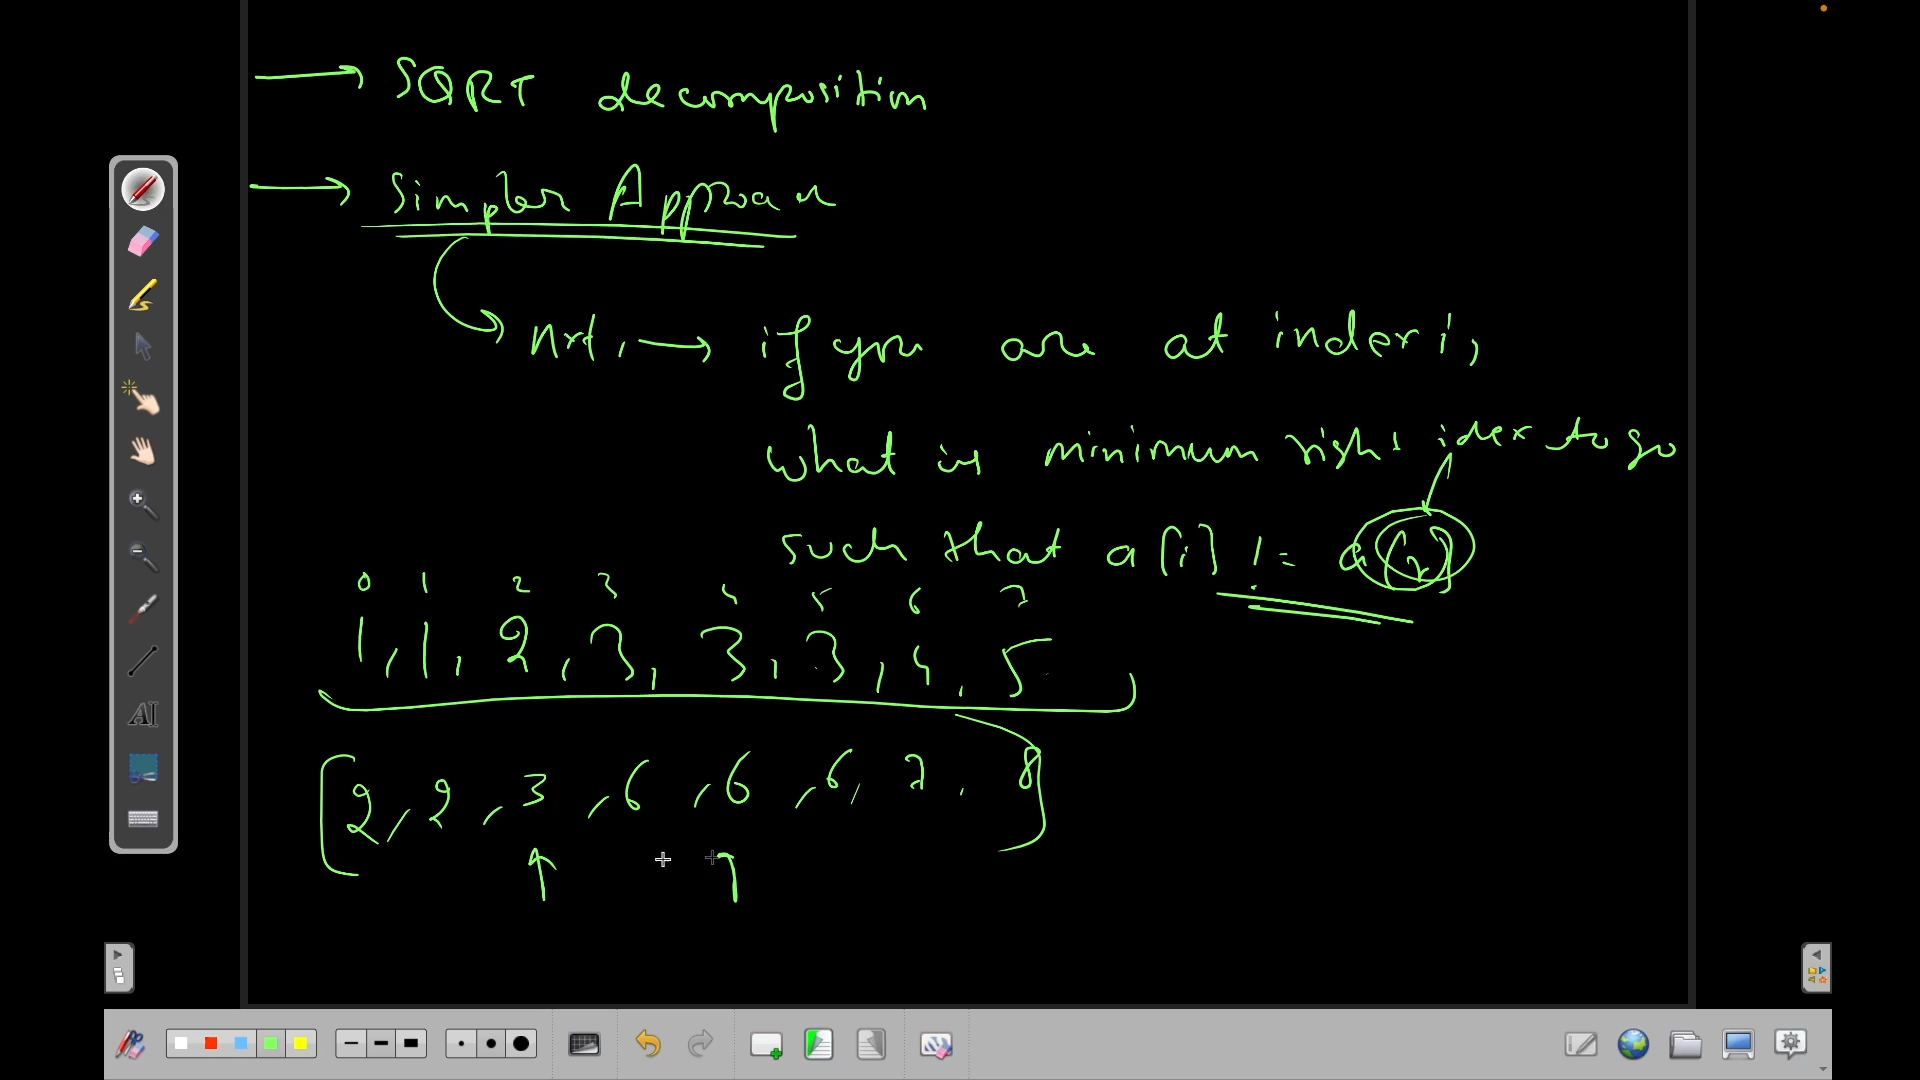 → SQRT decomposition
→ Simpler Approach
nxt, → if you are at index i,
what is minimum right idex to go
such that a[i] != a[r]
0 1 2 3 4 5 6 7
1, 1, 2, 3, 3, 3, 4, 5
[2, 2, 3, 6, 6, 6, 7, 8]